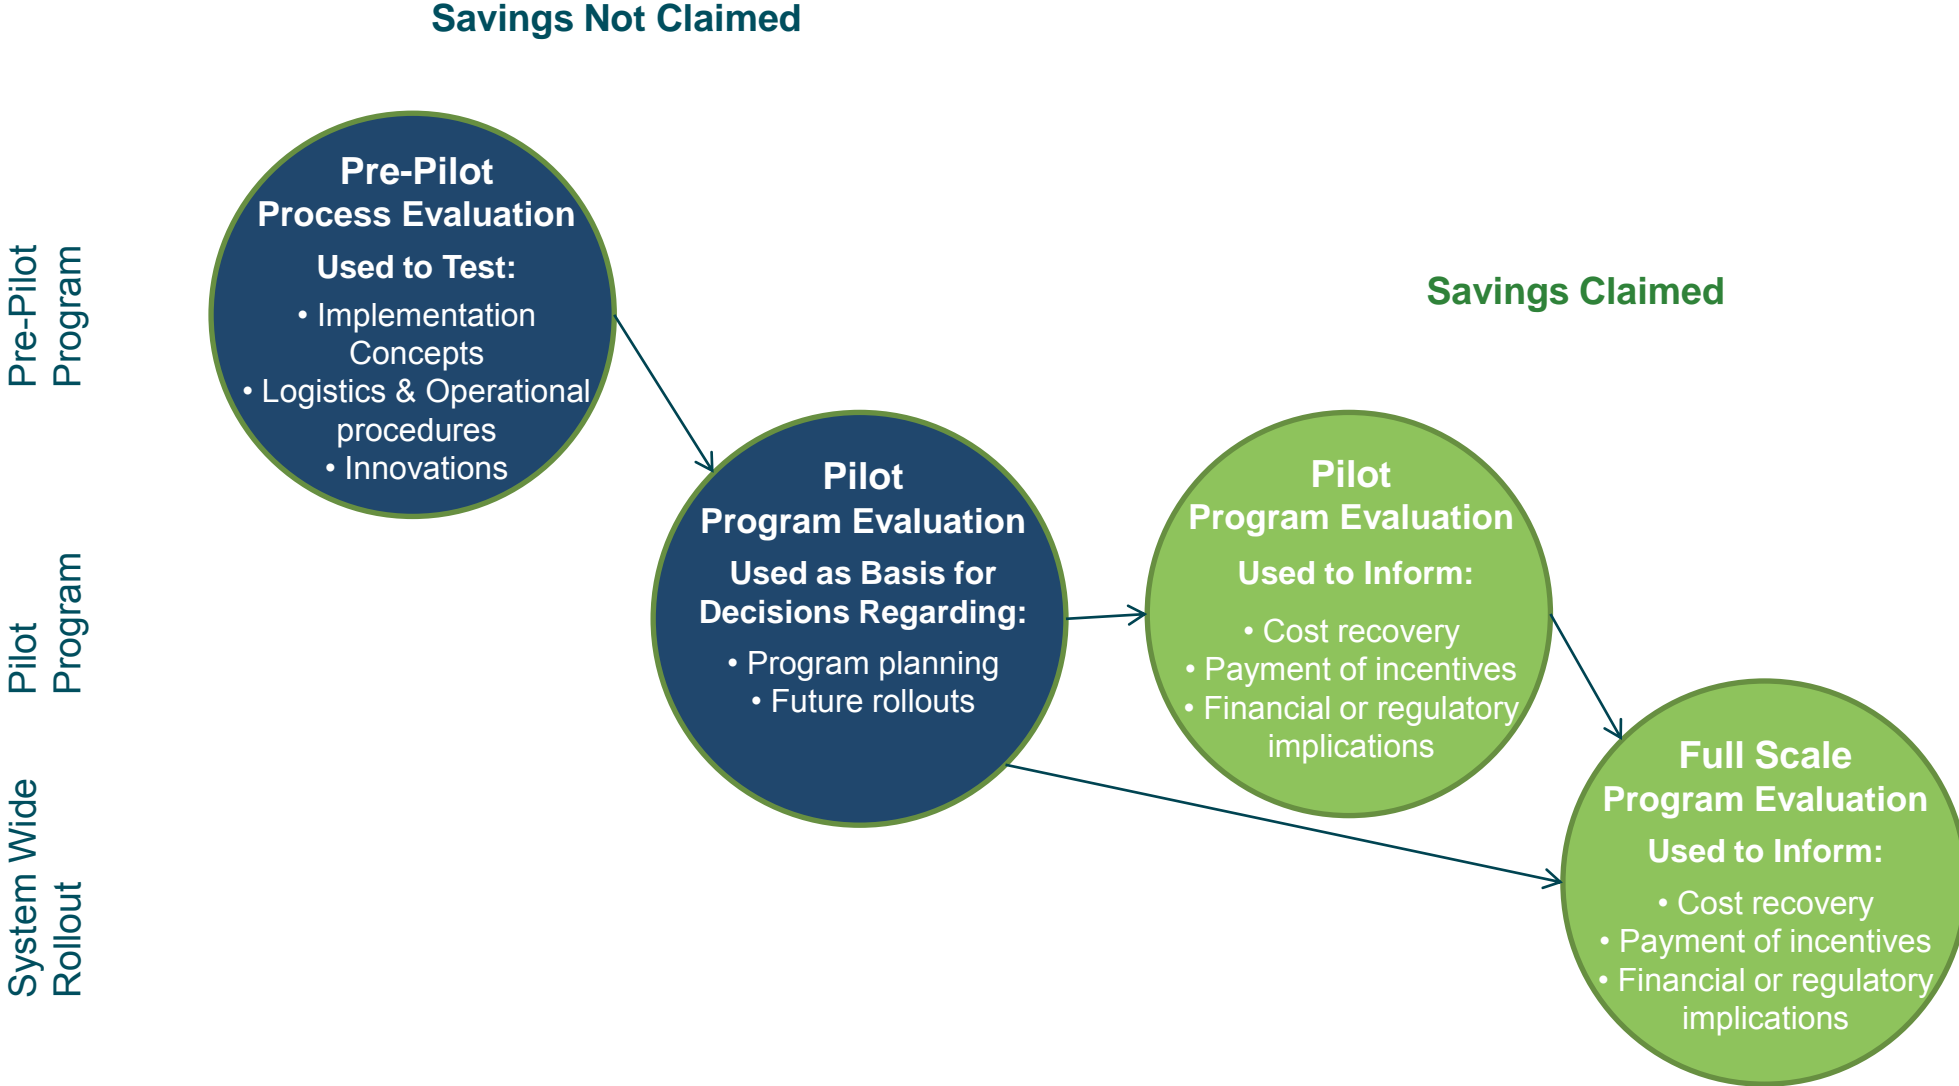 Savings Not Claimed
Pre-Pilot
Program
Pre-Pilot
Process Evaluation
Used to Test:
• Implementation
Concepts
• Logistics & Operational
procedures
• Innovations
Savings Claimed
Pilot
Program
Pilot
Program Evaluation
Used as Basis for
Decisions Regarding:
• Program planning
• Future rollouts
Pilot
Program Evaluation
Used to Inform:
• Cost recovery
• Payment of incentives
• Financial or regulatory
implications
System Wide
Rollout
Full Scale
Program Evaluation
Used to Inform:
• Cost recovery
• Payment of incentives
• Financial or regulatory
implications